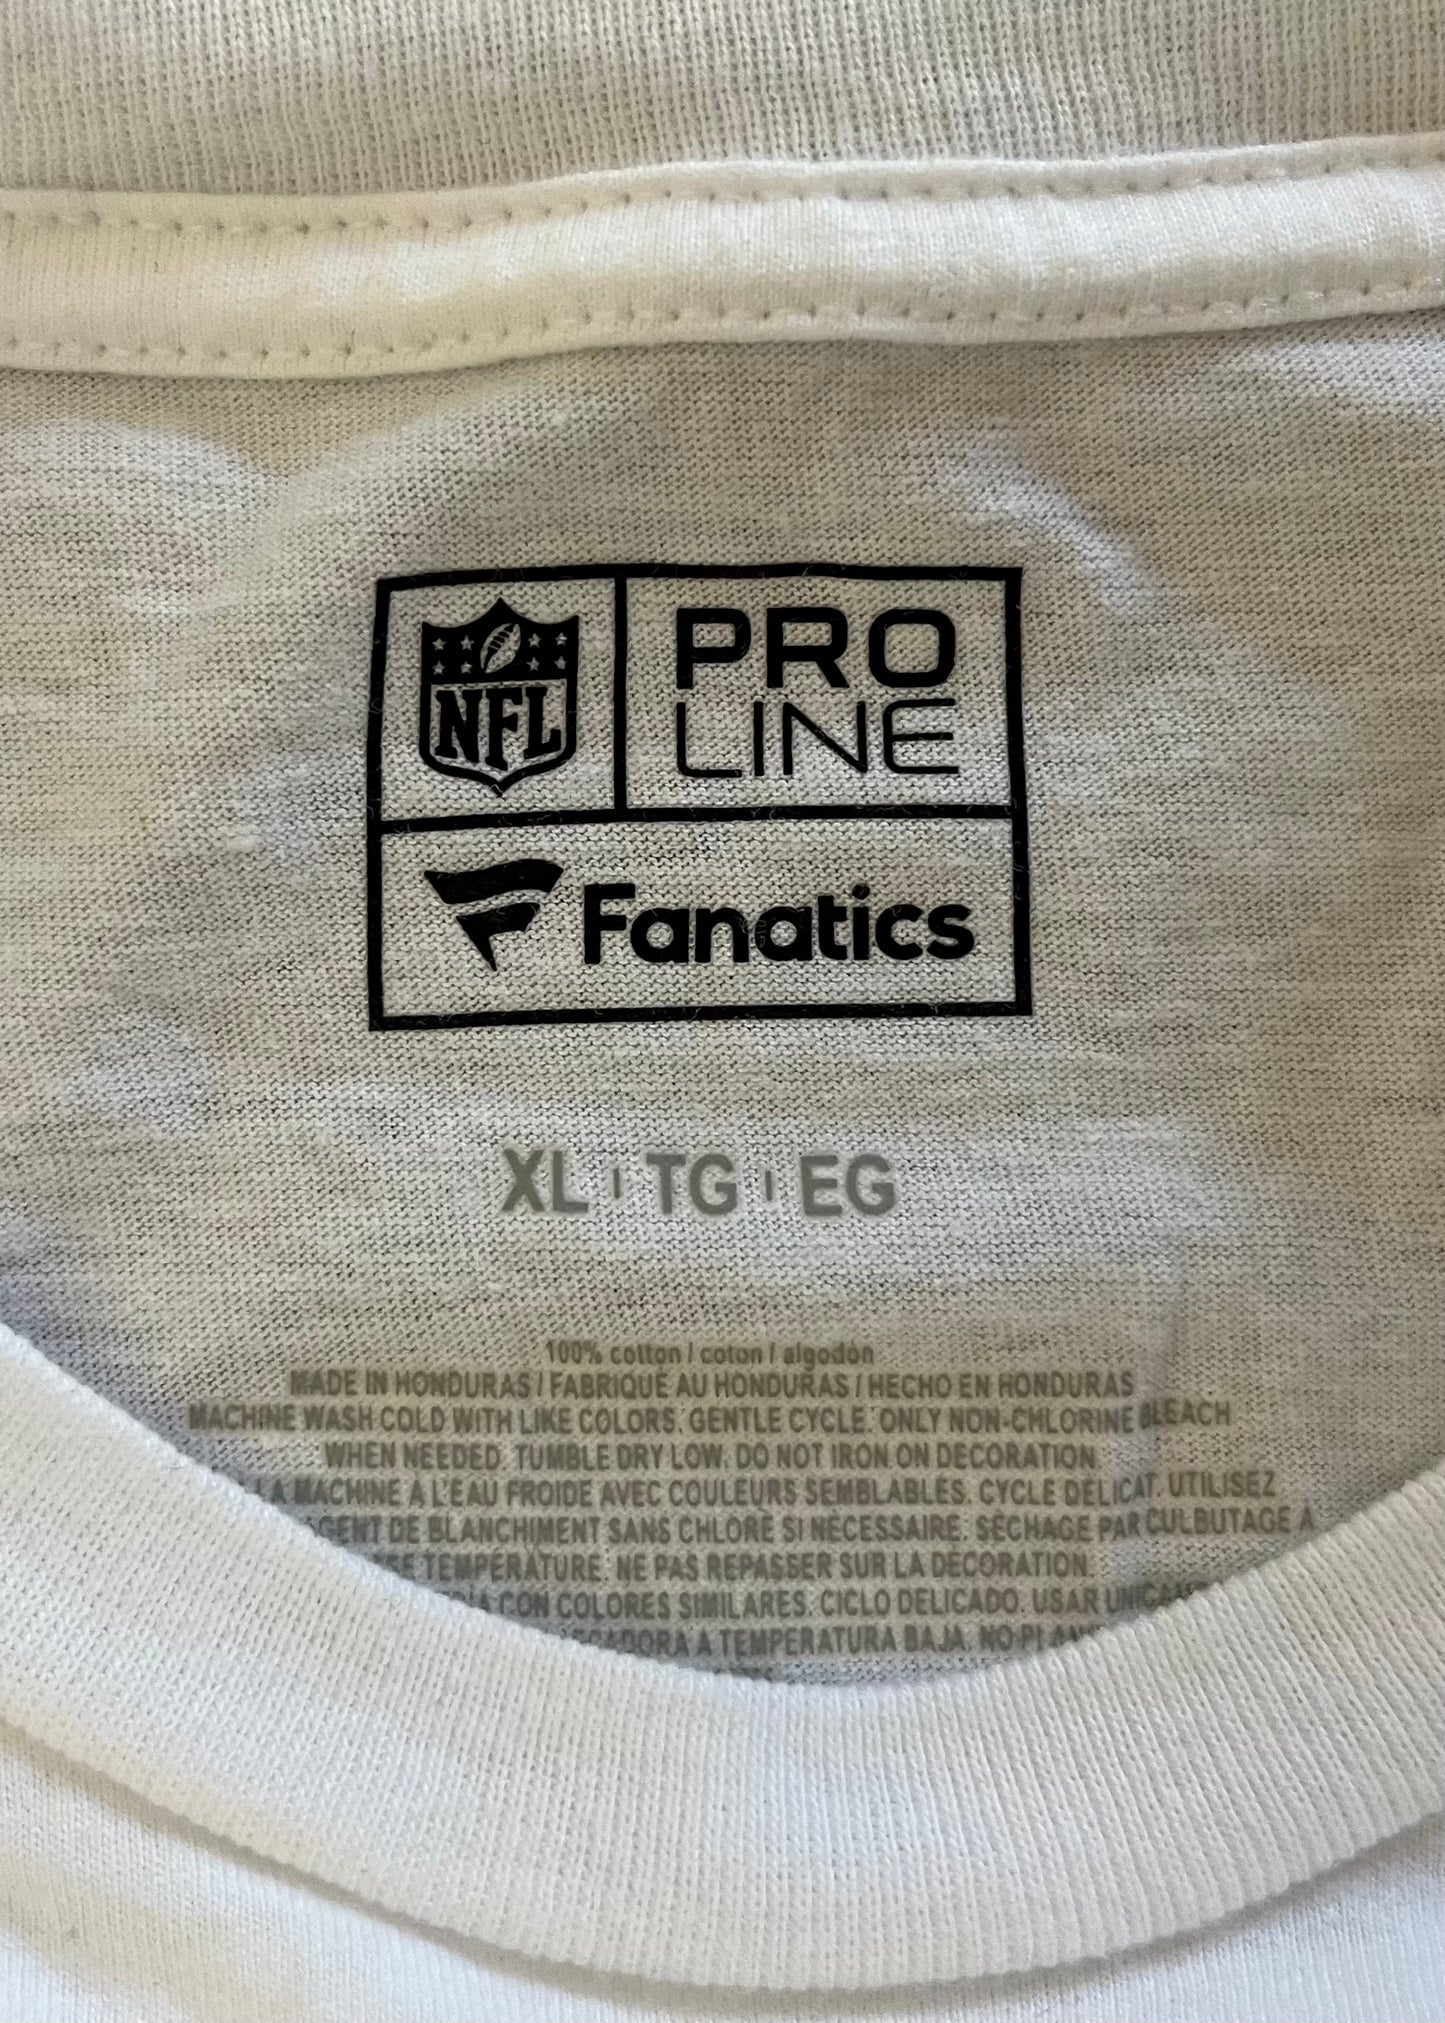 NFL
PRO
LINE
Fanatics
XL | TG | EG
100% cotton / coton / algodón
MADE IN HONDURAS / FABRIQUÉ AU HONDURAS / HECHO EN HONDURAS
MACHINE WASH COLD WITH LIKE COLORS. GENTLE CYCLE. ONLY NON-CHLORINE BLEACH
WHEN NEEDED. TUMBLE DRY LOW. DO NOT IRON ON DECORATION
LA MACHINE À L'EAU FROIDE AVEC COULEURS SEMBLABLES. CYCLE DÉLICAT. UTILISEZ
DE BLANCHIMENT SANS CHLORE SI NÉCESSAIRE. SÉCHAGE PAR CULBUTAGE À
TEMPÉRATURE. NE PAS REPASSER SUR LA DÉCORATION.
CON COLORES SIMILARES. CICLO DELICADO. USAR
A TEMPERATURA BAJA. NO